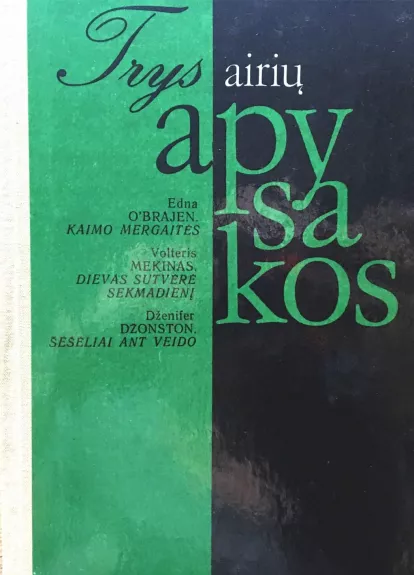 Trys airių
apy
sa
kos
Edna
O'BRAJEN.
KAIMO MERGAITĖS
Volteris
MEKINAS.
DIEVAS SUTVĖRĖ
SEKMADIENĮ
Dženifer
DŽONSTON.
ŠEŠĖLIAI ANT VEIDO